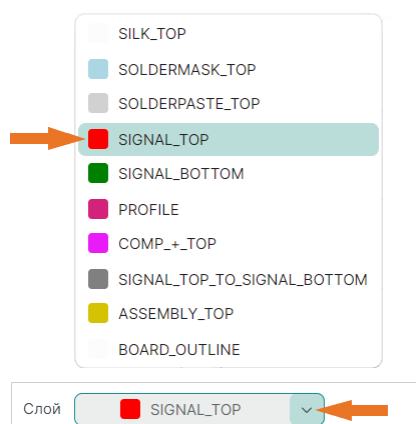 SILK_TOP
SOLDERMASK_TOP
SOLDERPASTE_TOP
SIGNAL_TOP
SIGNAL_BOTTOM
PROFILE
COMP_+_TOP
SIGNAL_TOP_TO_SIGNAL_BOTTOM
ASSEMBLY_TOP
BOARD_OUTLINE
Слой SIGNAL_TOP